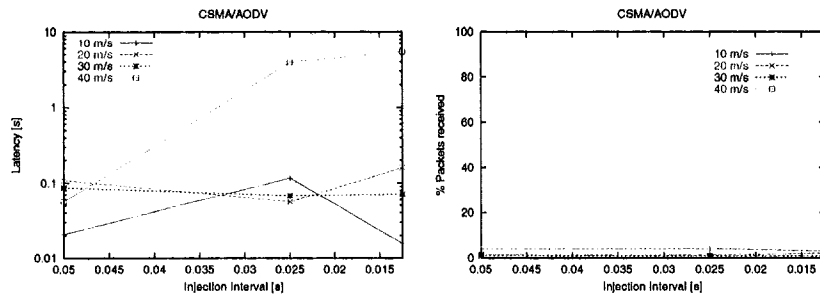 CSMA/AODV
10 m/s
20 m/s
30 m/s
40 m/s
Latency [s]
10
1
0.1
0.01
0.05 0.045 0.04 0.035 0.03 0.025 0.02 0.015
Injection Interval [s]
CSMA/AODV
10 m/s
20 m/s
30 m/s
40 m/s
% Packets received
100
80
60
40
20
0
0.05 0.045 0.04 0.035 0.03 0.025 0.02 0.015
Injection Interval [s]